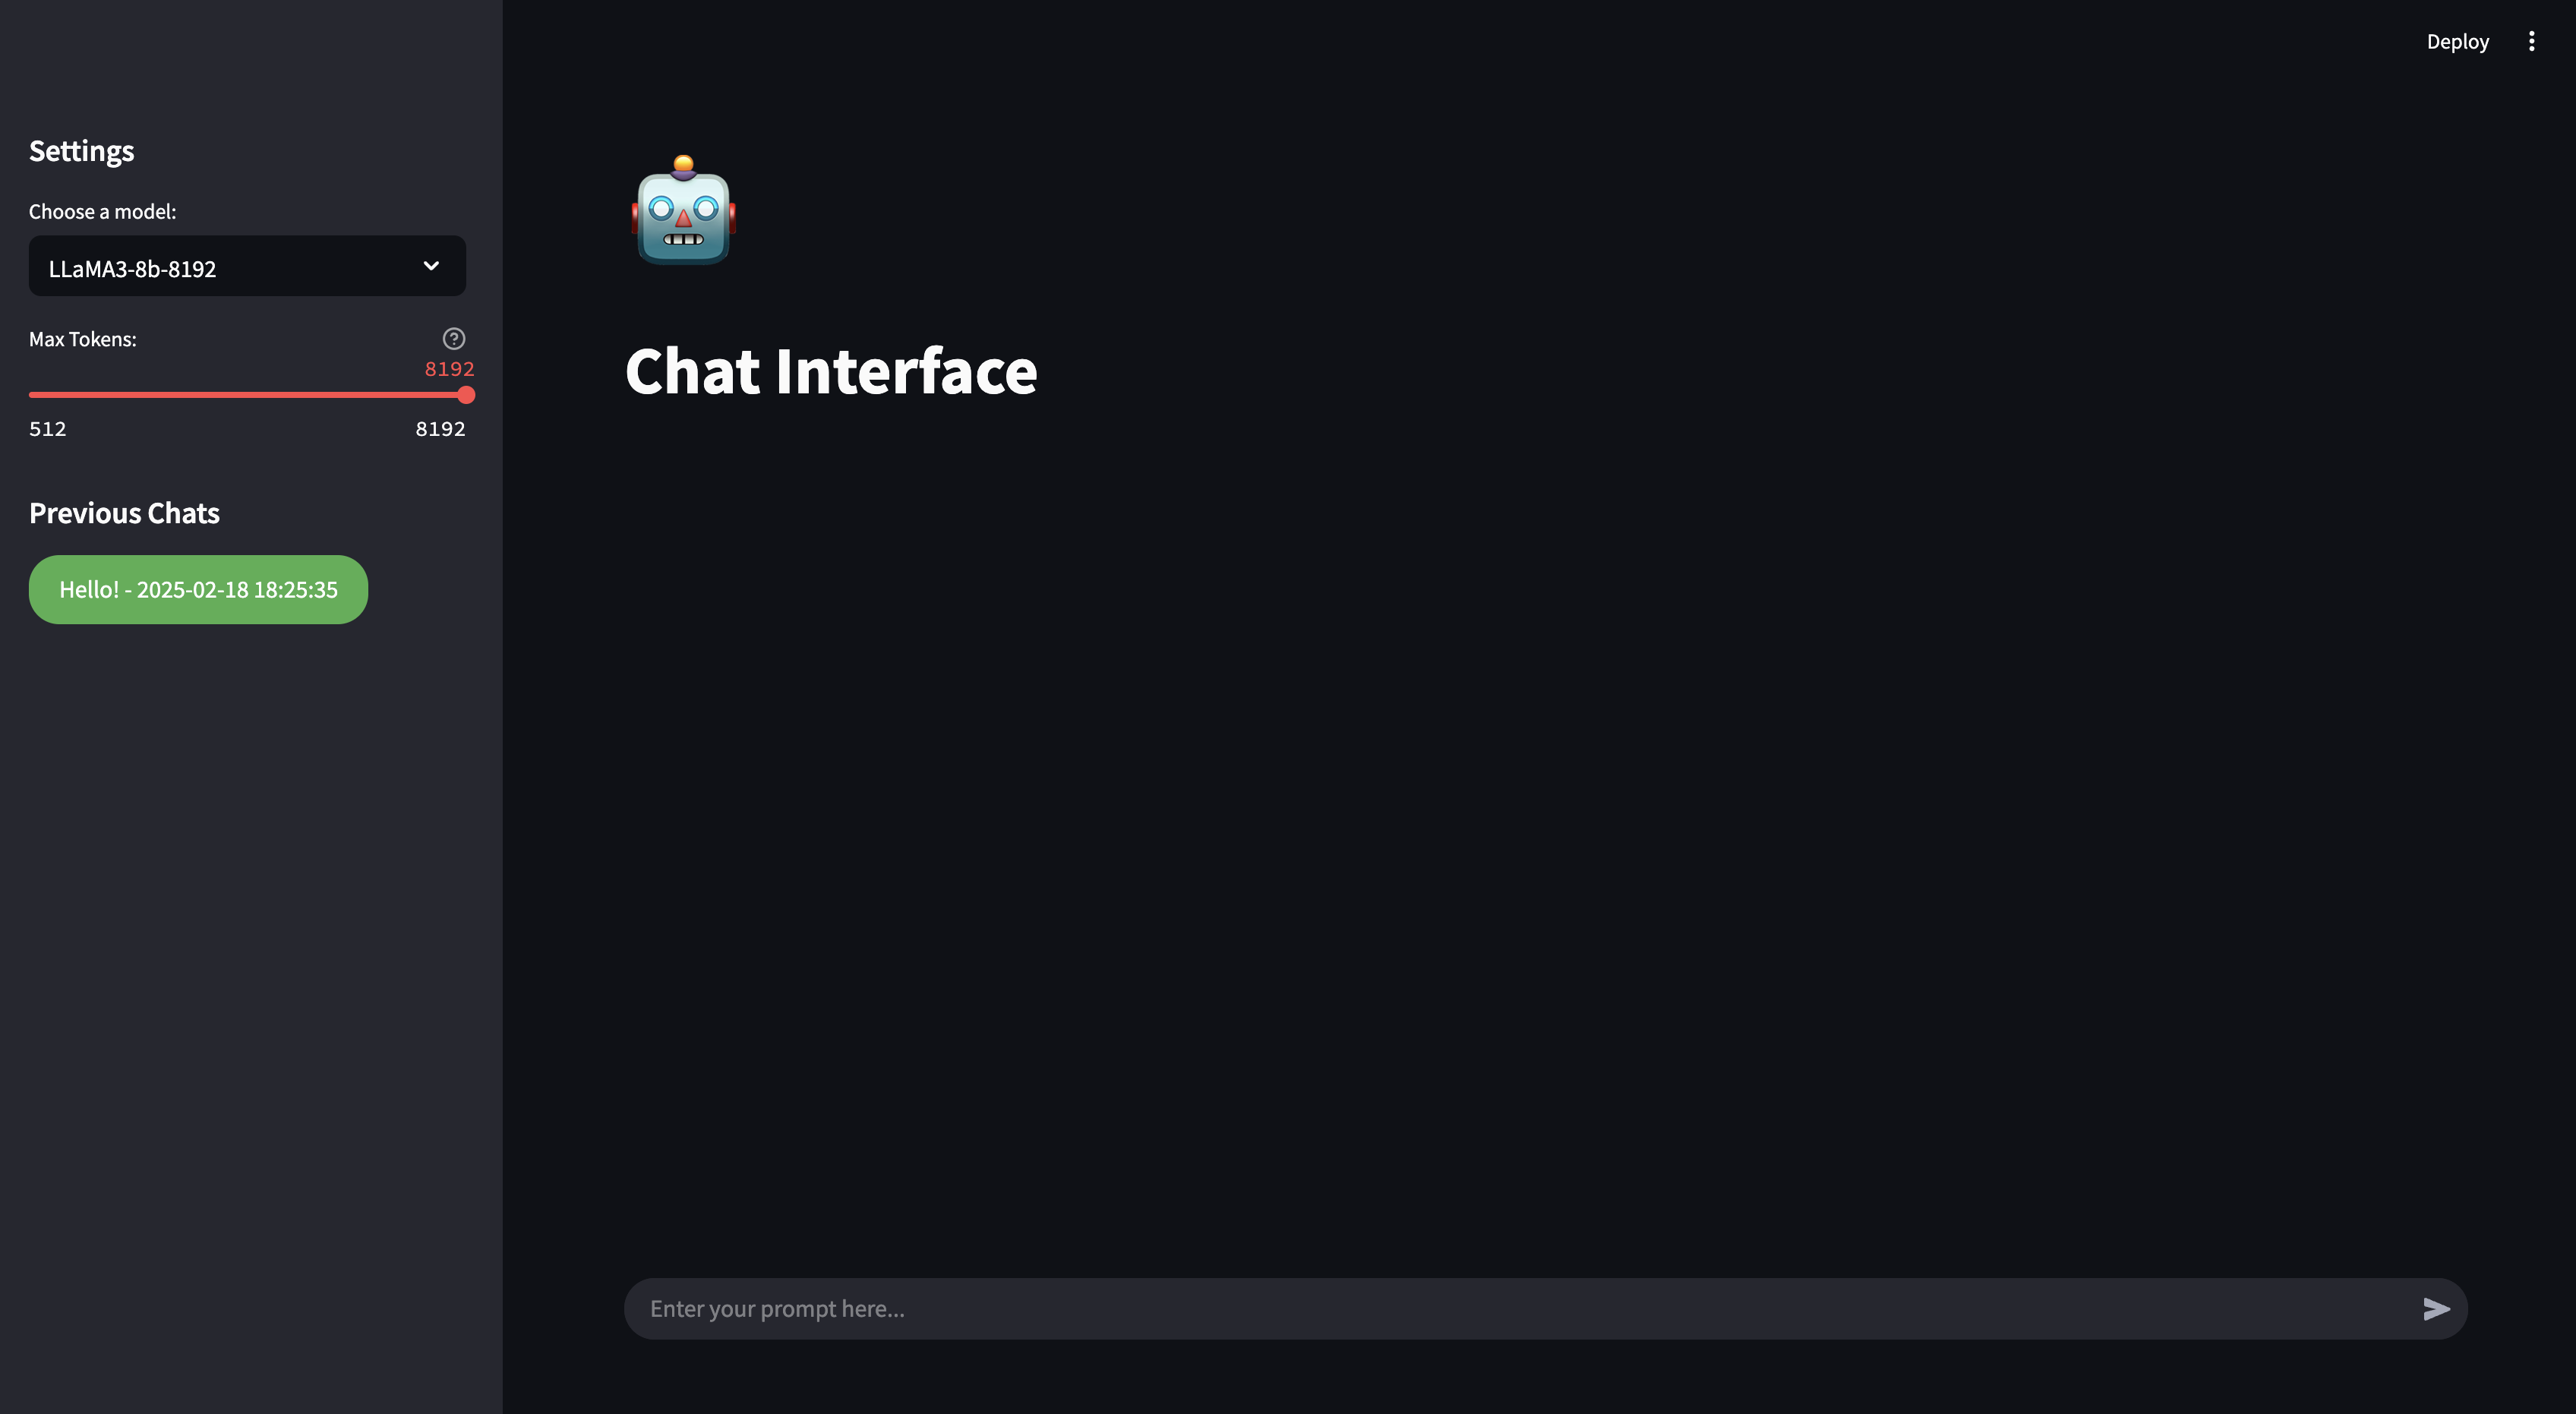 Deploy
Settings
Choose a model:
LLaMA3-8b-8192
Max Tokens:
8192
512
8192
Previous Chats
Hello! - 2025-02-18 18:25:35
Chat Interface
Enter your prompt here...